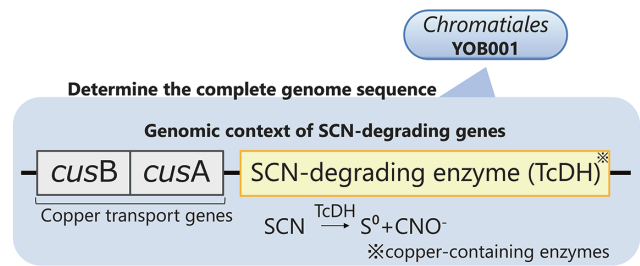 Chromatiales
YOB001
Determine the complete genome sequence
Genomic context of SCN-degrading genes
cusB cusA SCN-degrading enzyme (TcDH)※
Copper transport genes
TcDH
SCN → S⁰+CNO⁻
※copper-containing enzymes